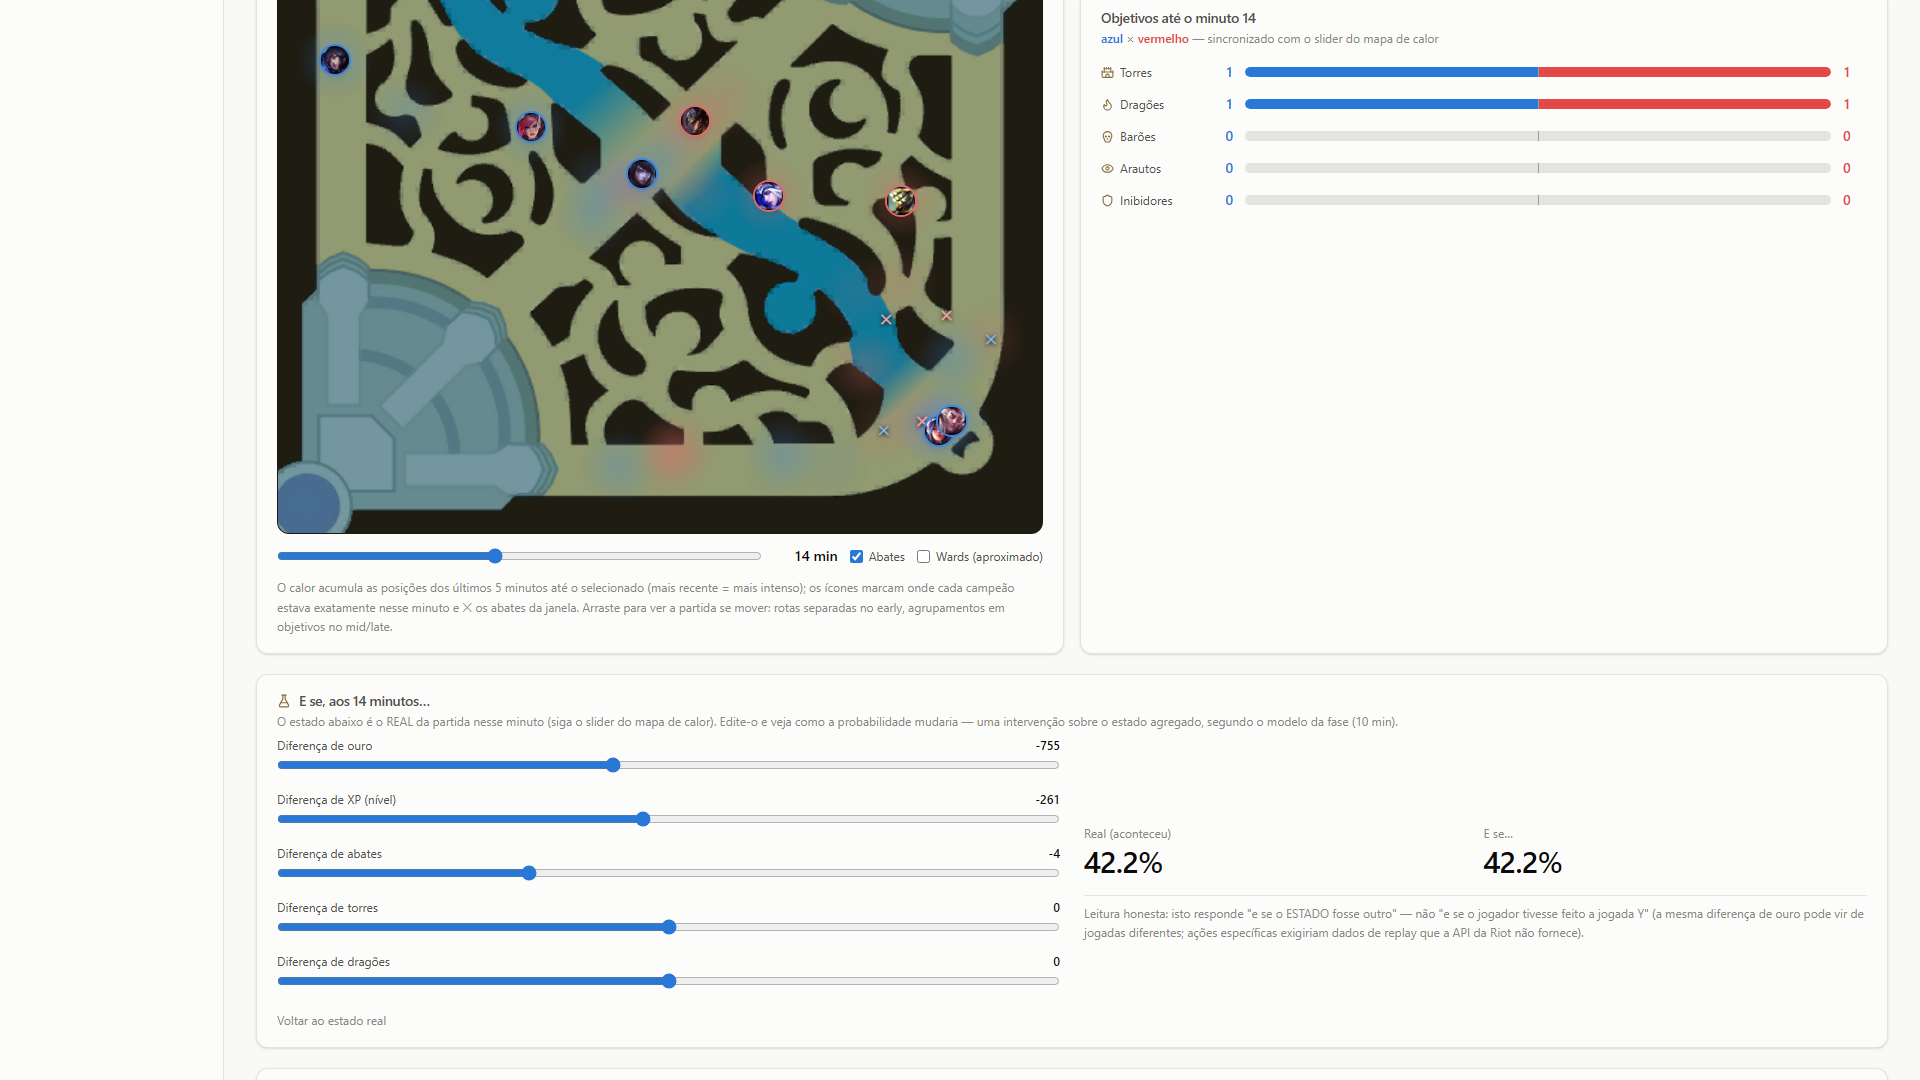 Objetivos até o minuto 14
azul × vermelho — sincronizado com o slider do mapa de calor
Torres 1 1
Dragões 1 1
Barões 0 0
Arautos 0 0
Inibidores 0 0
14 min Abates Wards (aproximado)
O calor acumula as posições dos últimos 5 minutos até o selecionado (mais recente = mais intenso); os ícones marcam onde cada campeão
estava exatamente nesse minuto e ✕ os abates da janela. Arraste para ver a partida se mover: rotas separadas no early, agrupamentos em
objetivos no mid/late.
E se, aos 14 minutos...
O estado abaixo é o REAL da partida nesse minuto (siga o slider do mapa de calor). Edite-o e veja como a probabilidade mudaria — uma intervenção sobre o estado agregado, segundo o modelo da fase (10 min).
Diferença de ouro -755
Diferença de XP (nível) -261
Diferença de abates -4
Diferença de torres 0
Diferença de dragões 0
Voltar ao estado real
Real (aconteceu) E se...
42.2% 42.2%
Leitura honesta: isto responde "e se o ESTADO fosse outro" — não "e se o jogador tivesse feito a jogada Y" (a mesma diferença de ouro pode vir de
jogadas diferentes; ações específicas exigiriam dados de replay que a API da Riot não fornece).